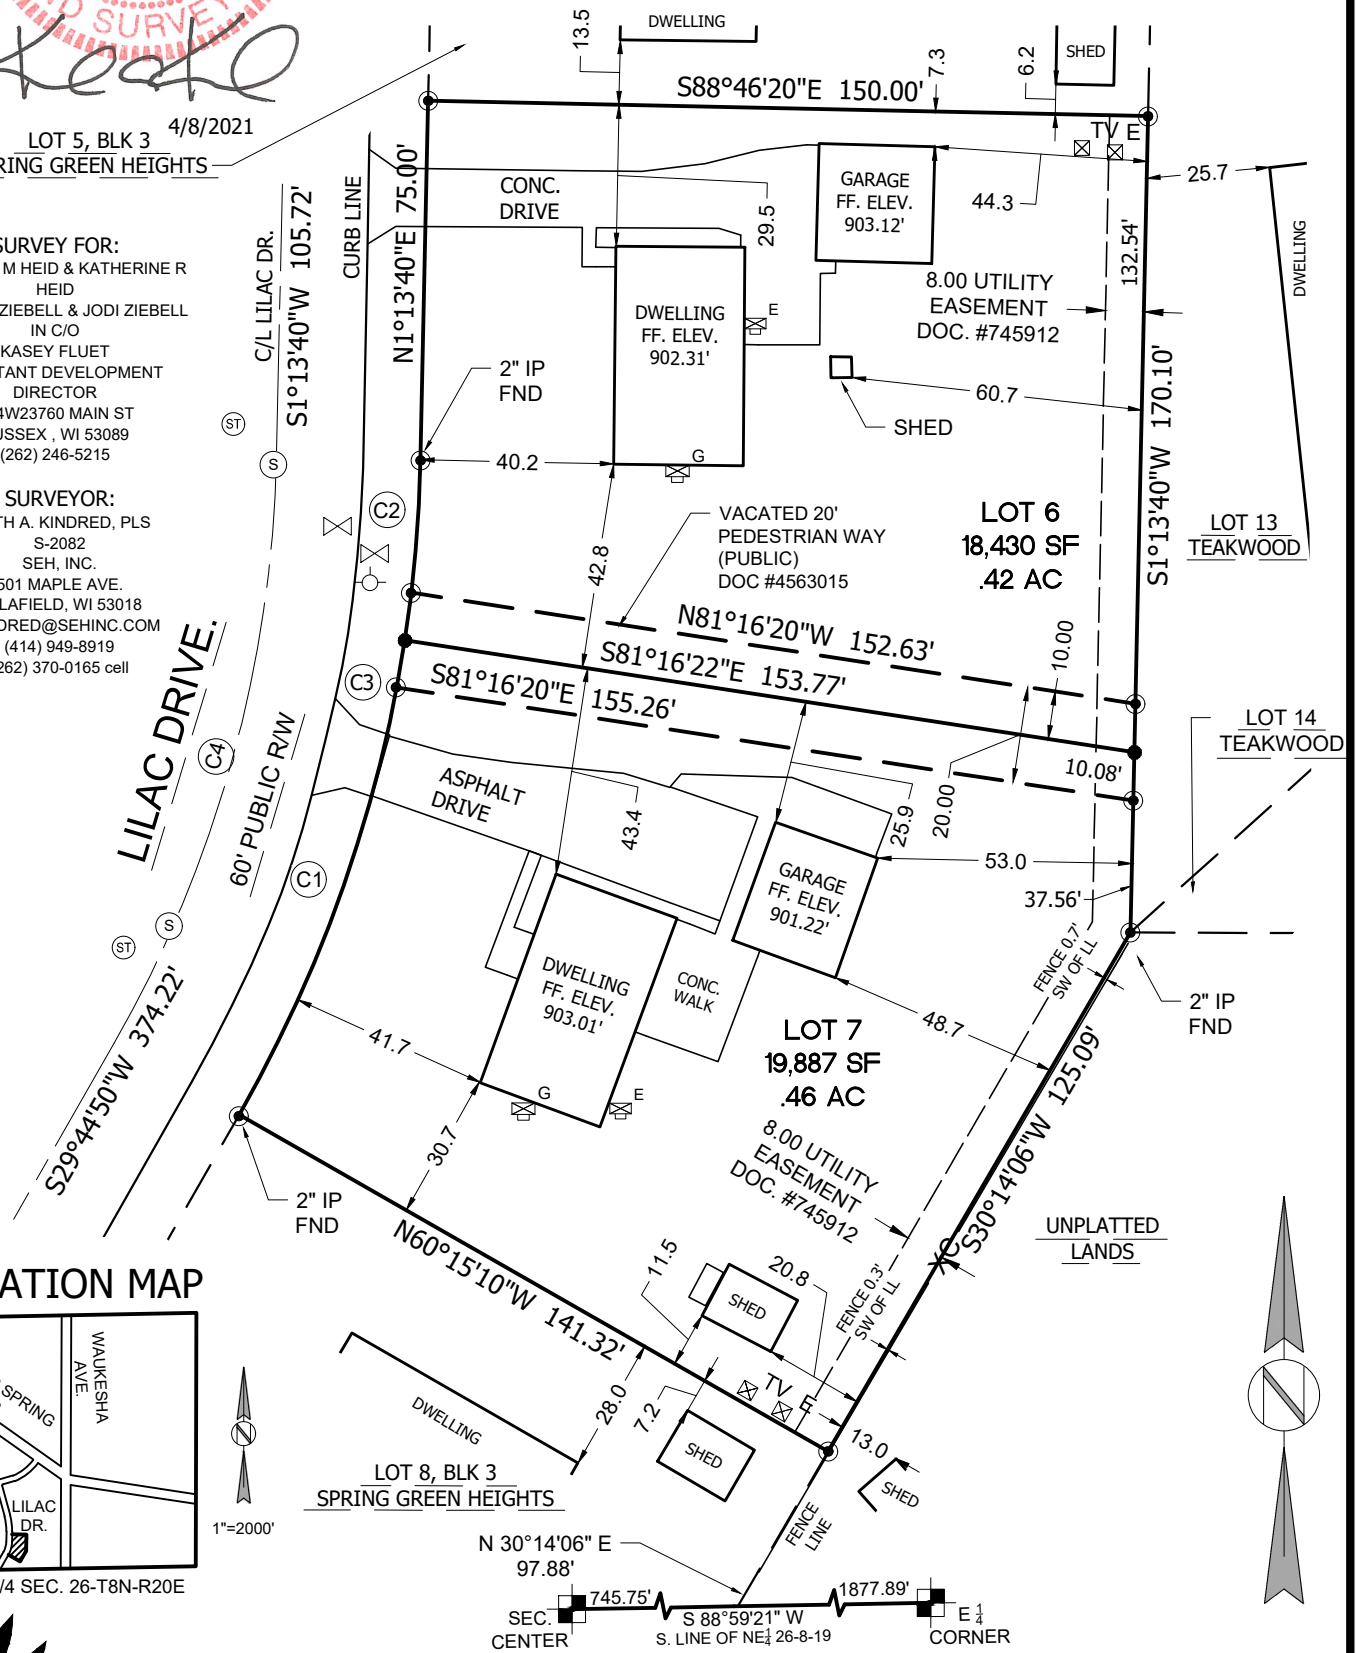 D SURVEY
DWELLING
13.5
SHED
6.2
7.3
S88°46'20"E 150.00'
4/8/2021
LOT 5, BLK 3
RING GREEN HEIGHTS
TV E
25.7
44.3
CONC.
DRIVE
29.5
GARAGE
FF. ELEV.
903.12'
132.54'
DWELLING
CURB LINE
N1°13'40"E 75.00'
C/L LILAC DR.
S1°13'40"W 105.72'
SURVEY FOR:
M HEID & KATHERINE R
HEID
ZIEBELL & JODI ZIEBELL
IN C/O
KASEY FLUET
TANT DEVELOPMENT
DIRECTOR
4W23760 MAIN ST
USSEX , WI 53089
(262) 246-5215
8.00 UTILITY
EASEMENT
DOC. #745912
DWELLING
FF. ELEV.
902.31'
E
2" IP
FND
60.7
SHED
S1°13'40"W 170.10'
ST
S
40.2
G
SURVEYOR:
TH A. KINDRED, PLS
S-2082
SEH, INC.
501 MAPLE AVE.
LAFIELD, WI 53018
DRED@SEHINC.COM
(414) 949-8919
262) 370-0165 cell
C2
VACATED 20'
PEDESTRIAN WAY
(PUBLIC)
DOC #4563015
LOT 6
18,430 SF
.42 AC
LOT 13
TEAKWOOD
42.8
N81°16'20"W 152.63'
10.00
S81°16'22"E 153.77'
C3
S81°16'20"E 155.26'
LILAC DRIVE.
C4
60' PUBLIC R/W
LOT 14
TEAKWOOD
10.08'
ASPHALT
DRIVE
43.4
25.9
20.00
53.0
37.56'
C1
GARAGE
FF. ELEV.
901.22'
S
ST
FENCE 0.7'
SW OF LL
DWELLING
FF. ELEV.
903.01'
CONC.
WALK
2" IP
FND
48.7
41.7
LOT 7
19,887 SF
.46 AC
S29°44'50"W 374.22'
G
E
30.7
S30°14'06"W 125.09'
8.00 UTILITY
EASEMENT
DOC. #745912
2" IP
FND
UNPLATTED
LANDS
N60°15'10"W 141.32'
XC
11.5
20.8
SHED
FENCE 0.3'
SW OF LL
ATION MAP
WAUKESHA
AVE.
SPRING
LILAC
DR.
N
1"=2000'
/4 SEC. 26-T8N-R20E
DWELLING
28.0
7.2
TV E
SHED
13.0
SHED
N
LOT 8, BLK 3
SPRING GREEN HEIGHTS
FENCE
LINE
N 30°14'06" E
97.88'
745.75'
1877.89'
SEC.
CENTER
S 88°59'21" W
S. LINE OF NE1/4 26-8-19
E 1/4
CORNER